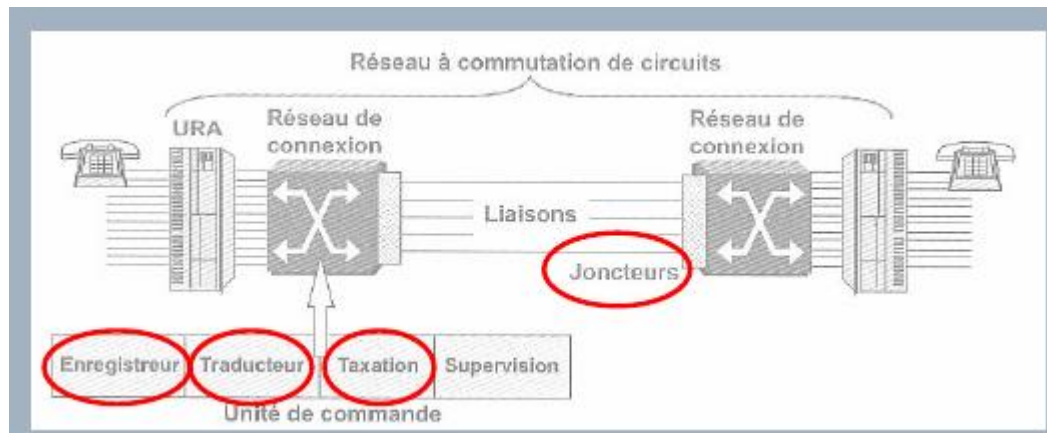 Réseau à commutation de circuits
URA
Réseau de
connexion
Réseau de
connexion
Liaisons
Joncteurs
Enregistreur Traducteur Taxation Supervision
Unité de commande